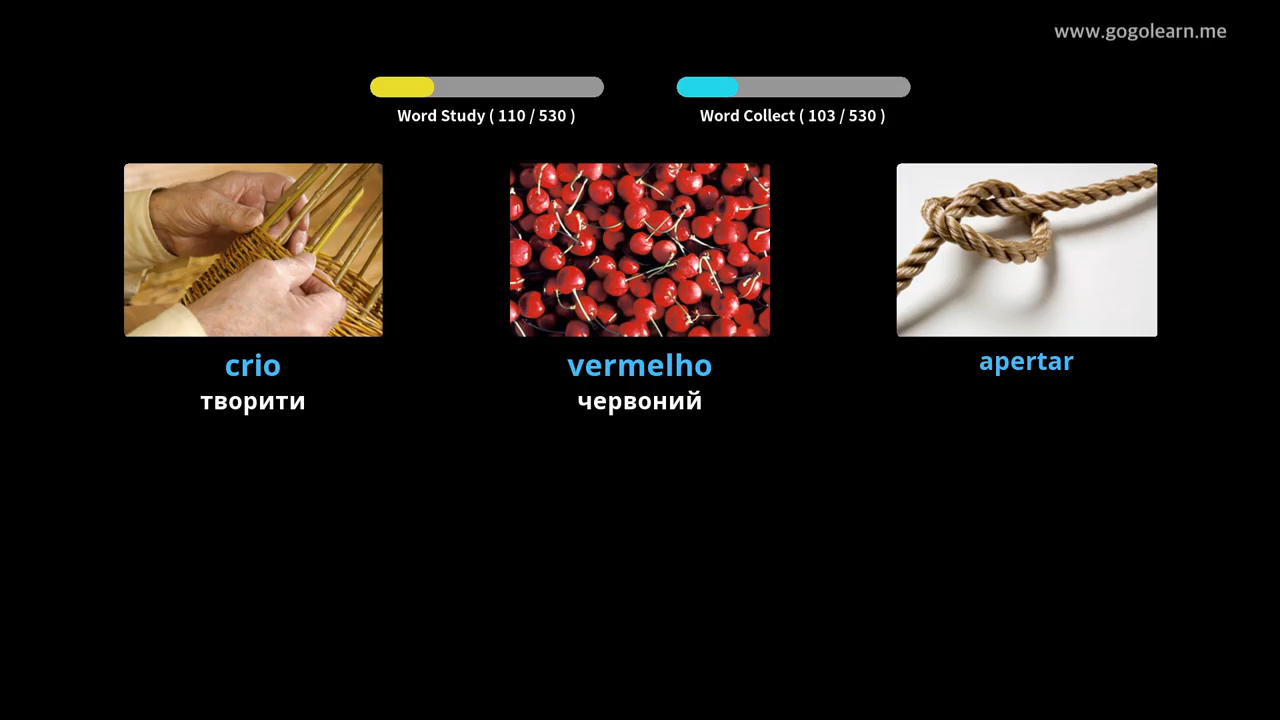 www.gogolearn.me
Word Study ( 110 / 530 )
Word Collect ( 103 / 530 )
crio
творити
vermelho
червоний
apertar